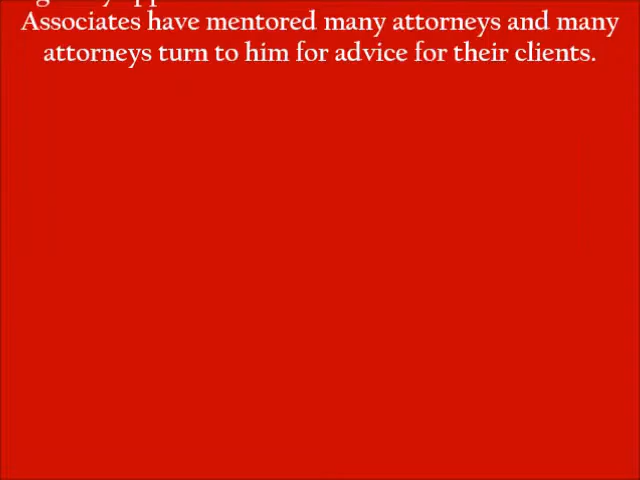 Associates have mentored many attorneys and many
attorneys turn to him for advice for their clients.